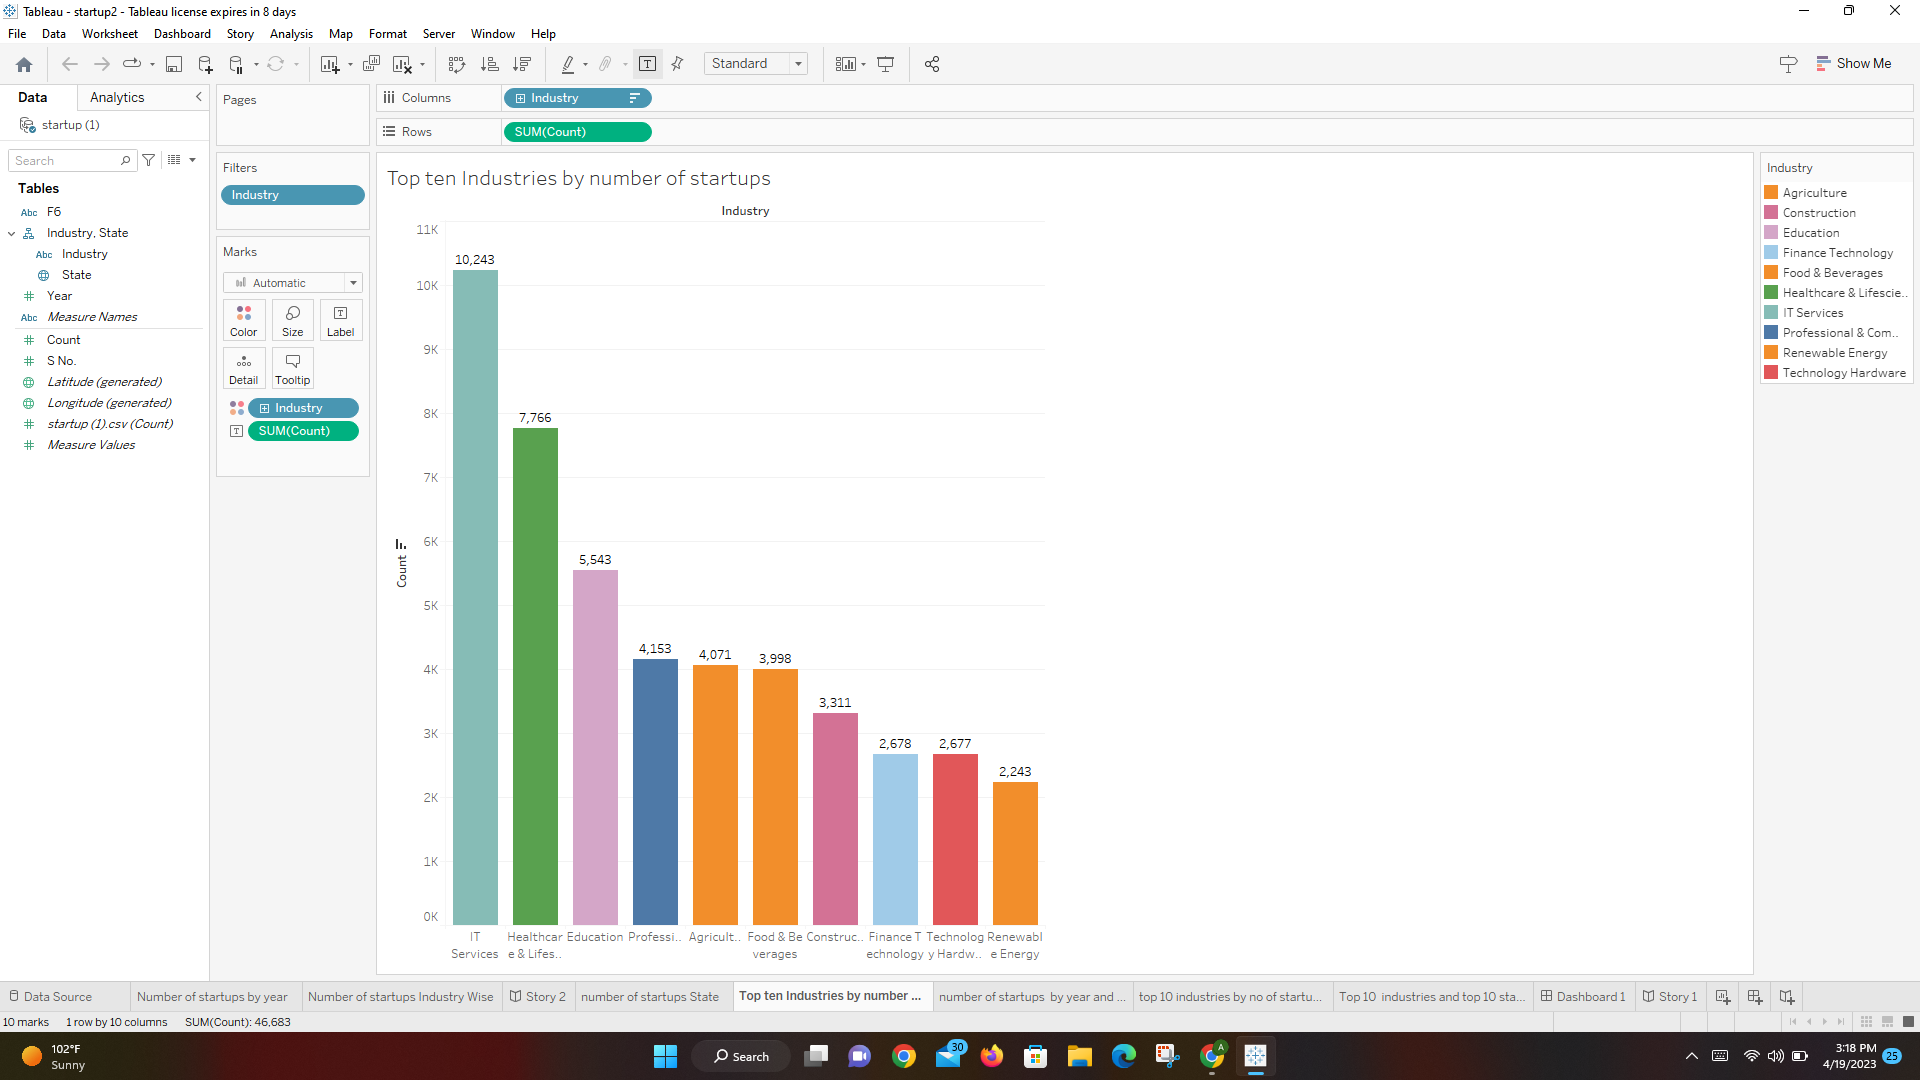 Tableau - startup2 - Tableau license expires in 8 days
File Data Worksheet Dashboard Story Analysis Map Format Server Window Help
Standard
Show Me
Data Analytics
startup (1)
Search
Tables
Abc F6
Industry, State
Abc Industry
State
Year
Abc Measure Names
Count
S No.
Latitude (generated)
Longitude (generated)
startup (1).csv (Count)
Measure Values
Pages
Filters
Industry
Marks
Automatic
Color Size Label
Detail Tooltip
Industry
SUM(Count)
Columns Industry
Rows SUM(Count)
Top ten Industries by number of startups
Industry
11K
10K
9K
8K
7K
6K
5K
4K
3K
2K
1K
0K
Count
10,243
7,766
5,543
4,153
4,071
3,998
3,311
2,678
2,677
2,243
IT
Services
Healthcar
e & Lifes..
Education
Professi..
Agricult..
Food & Be
verages
Construc..
Finance T
echnology
Technolog
y Hardw..
Renewabl
e Energy
Industry
Agriculture
Construction
Education
Finance Technology
Food & Beverages
Healthcare & Lifescie..
IT Services
Professional & Com..
Renewable Energy
Technology Hardware
Data Source Number of startups by year Number of startups Industry Wise Story 2 number of startups State Top ten Industries by number ... number of startups by year and ... top 10 industries by no of startu... Top 10 industries and top 10 sta... Dashboard 1 Story 1
10 marks 1 row by 10 columns SUM(Count): 46,683
102°F
Sunny
Search
30
A
3:18 PM
4/19/2023
25